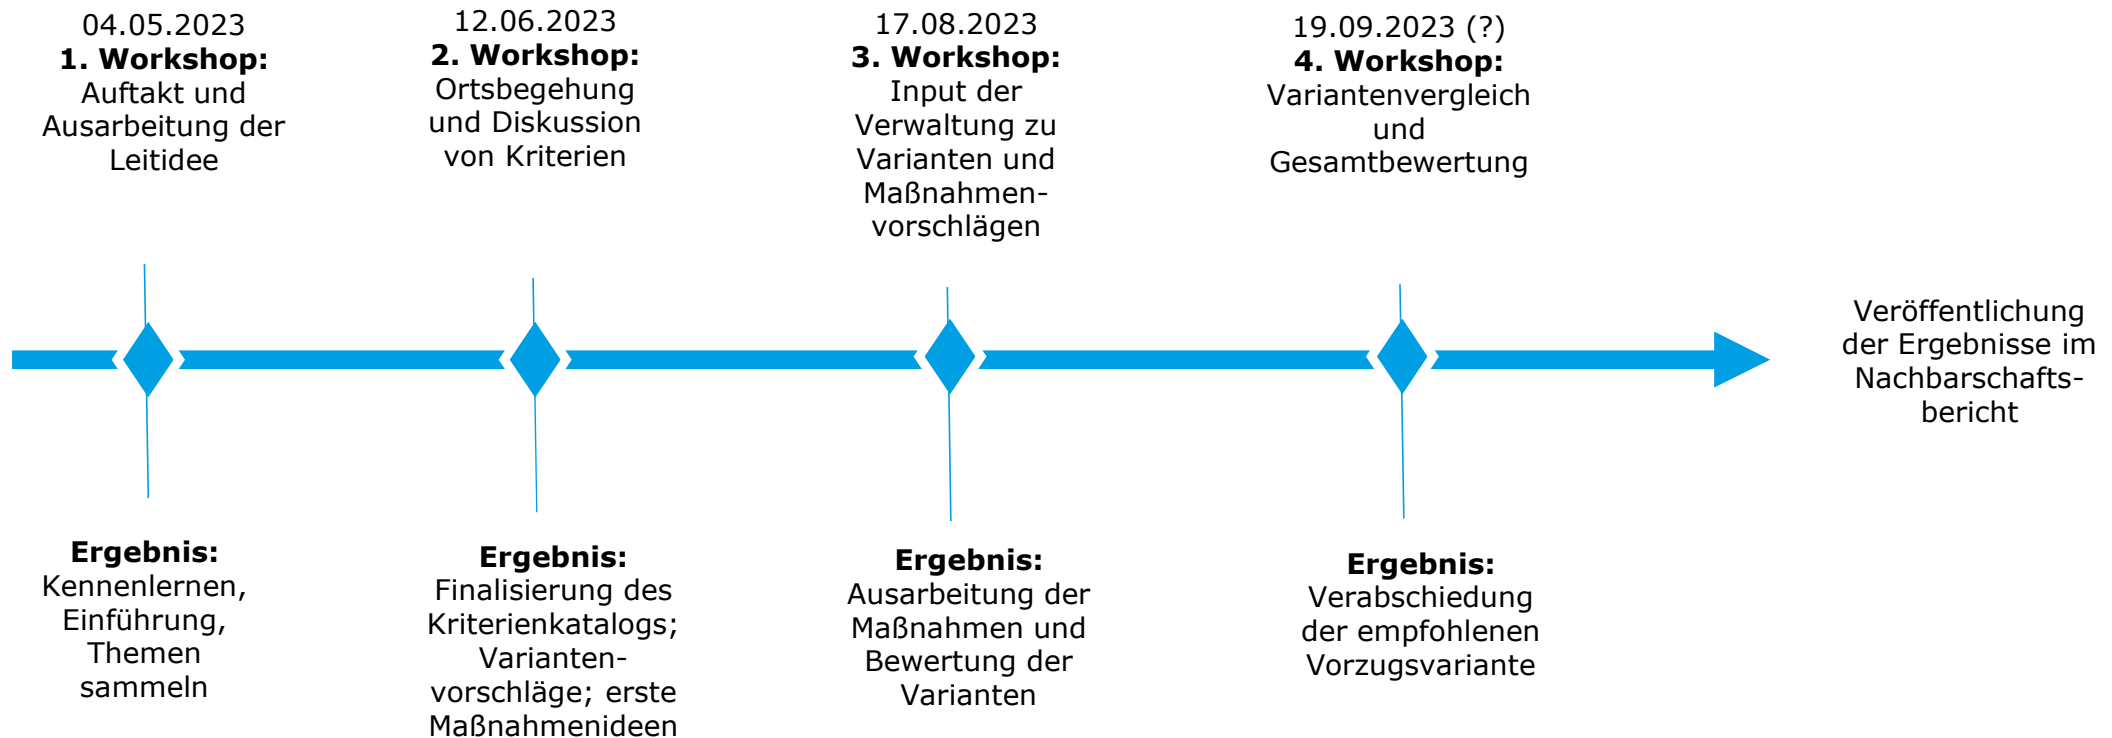 04.05.2023
1. Workshop:
Auftakt und
Ausarbeitung der
Leitidee
12.06.2023
2. Workshop:
Ortsbegehung
und Diskussion
von Kriterien
17.08.2023
3. Workshop:
Input der
Verwaltung zu
Varianten und
Maßnahmen-
vorschlägen
19.09.2023 (?)
4. Workshop:
Variantenvergleich
und
Gesamtbewertung
Veröffentlichung
der Ergebnisse im
Nachbarschafts-
bericht
Ergebnis:
Kennenlernen,
Einführung,
Themen
sammeln
Ergebnis:
Finalisierung des
Kriterienkatalogs;
Varianten-
vorschläge; erste
Maßnahmenideen
Ergebnis:
Ausarbeitung der
Maßnahmen und
Bewertung der
Varianten
Ergebnis:
Verabschiedung
der empfohlenen
Vorzugsvariante